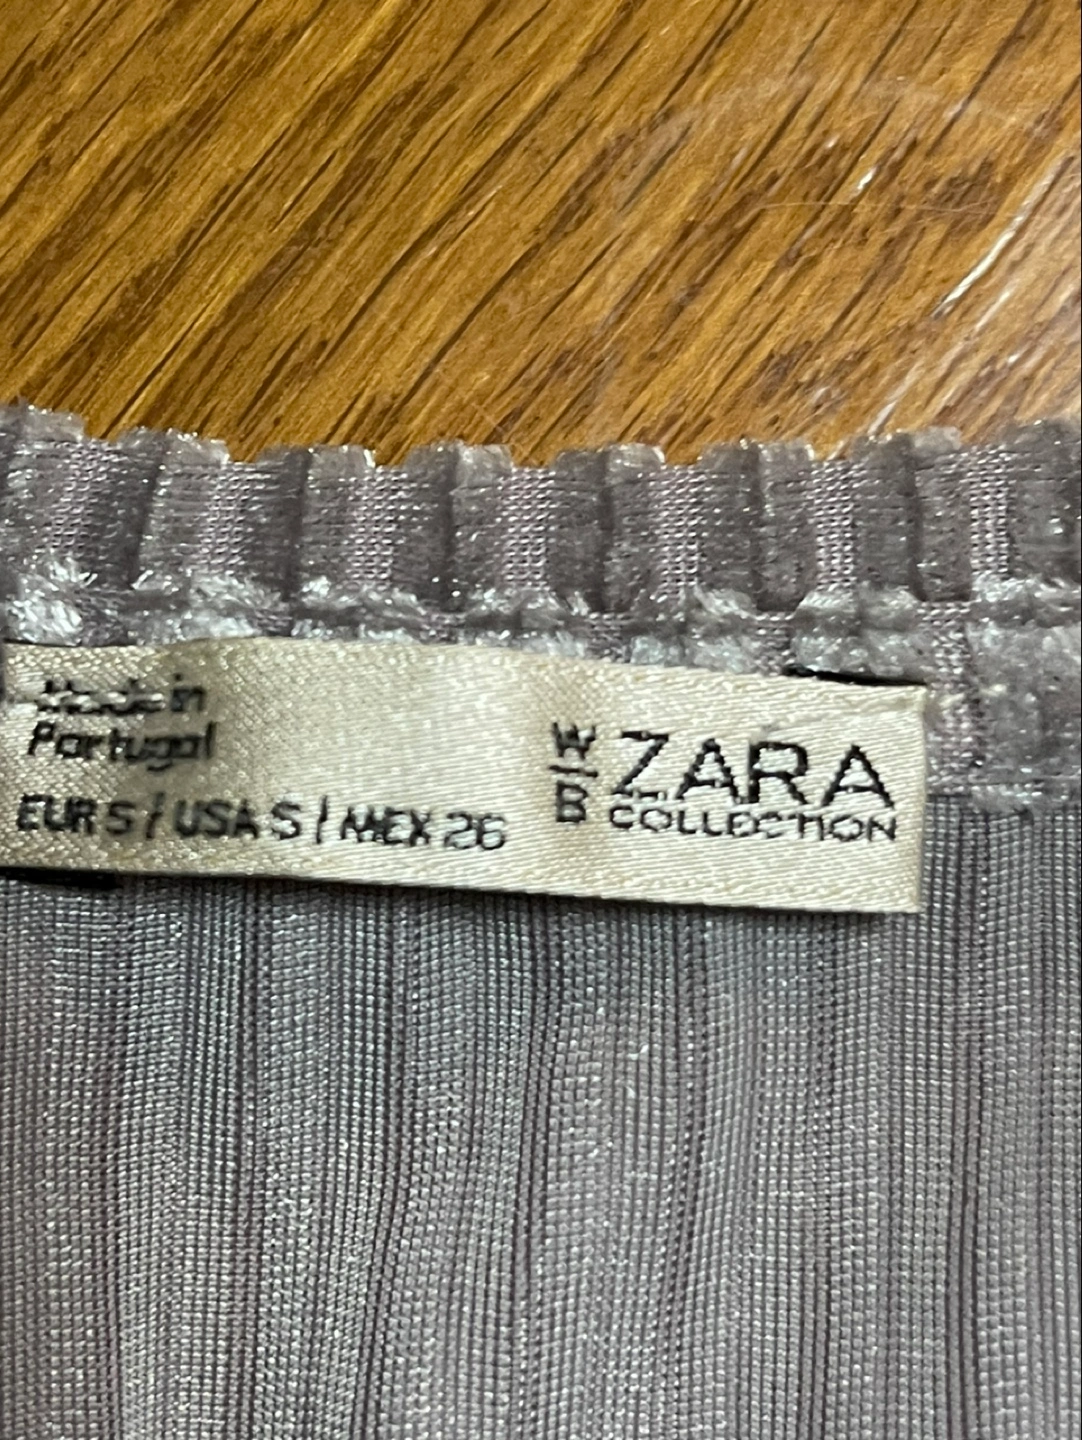 Made in
Portugal
EUR S / USA S / MEX 26
W
B
ZARA
COLLECTION